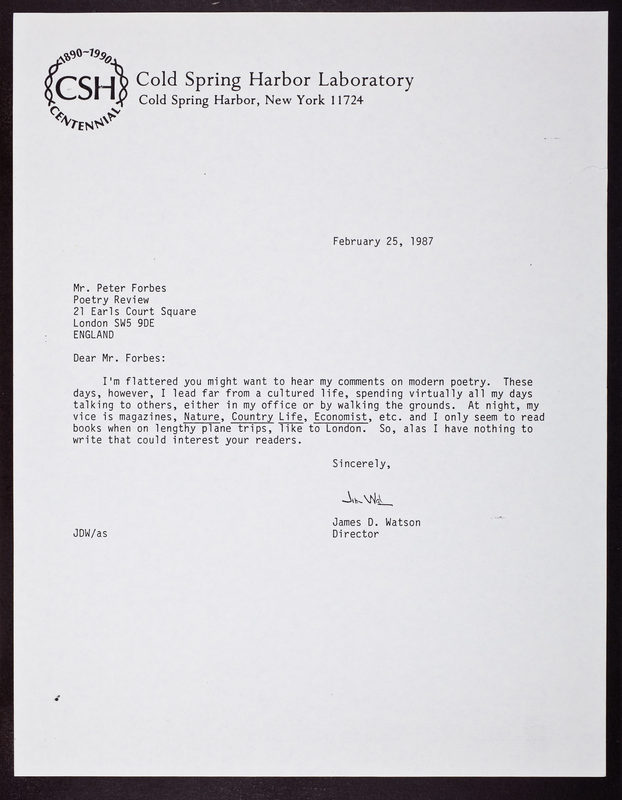 1890-1990
CSH
CENTENNIAL
Cold Spring Harbor Laboratory
Cold Spring Harbor, New York 11724
February 25, 1987
Mr. Peter Forbes
Poetry Review
21 Earls Court Square
London SW5 9DE
ENGLAND
Dear Mr. Forbes:
I'm flattered you might want to hear my comments on modern poetry. These
days, however, I lead far from a cultured life, spending virtually all my days
talking to others, either in my office or by walking the grounds. At night, my
vice is magazines, Nature, Country Life, Economist, etc. and I only seem to read
books when on lengthy plane trips, like to London. So, alas I have nothing to
write that could interest your readers.
Sincerely,
Jim Wat
James D. Watson
JDW/as
Director